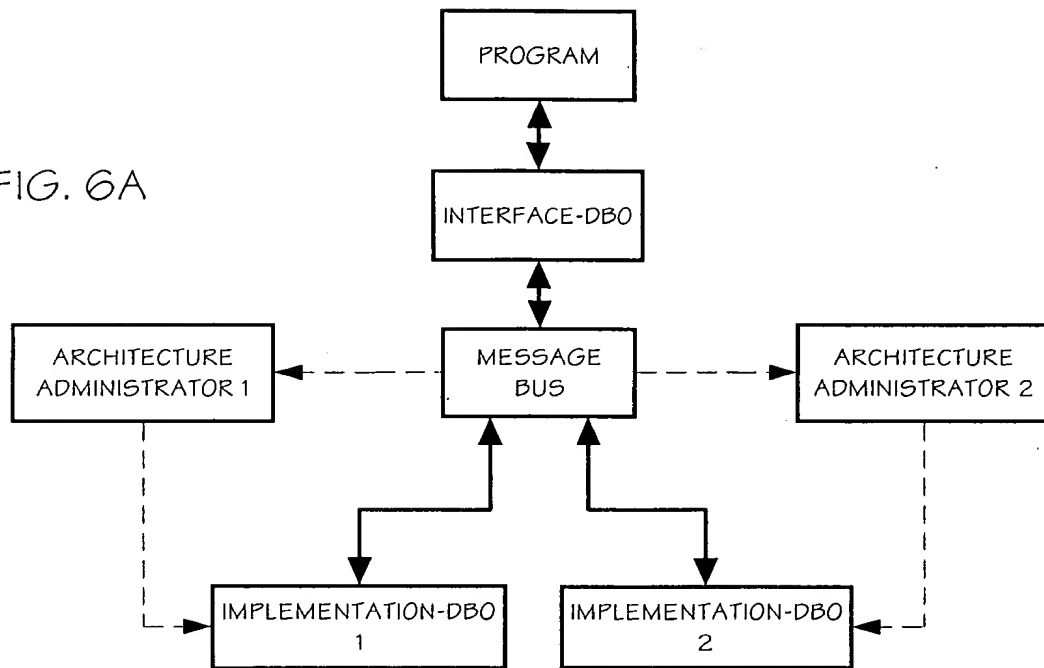 PROGRAM
FIG. 6A
INTERFACE-DBO
ARCHITECTURE
ADMINISTRATOR 1
MESSAGE
BUS
ARCHITECTURE
ADMINISTRATOR 2
IMPLEMENTATION-DBO
1
IMPLEMENTATION-DBO
2